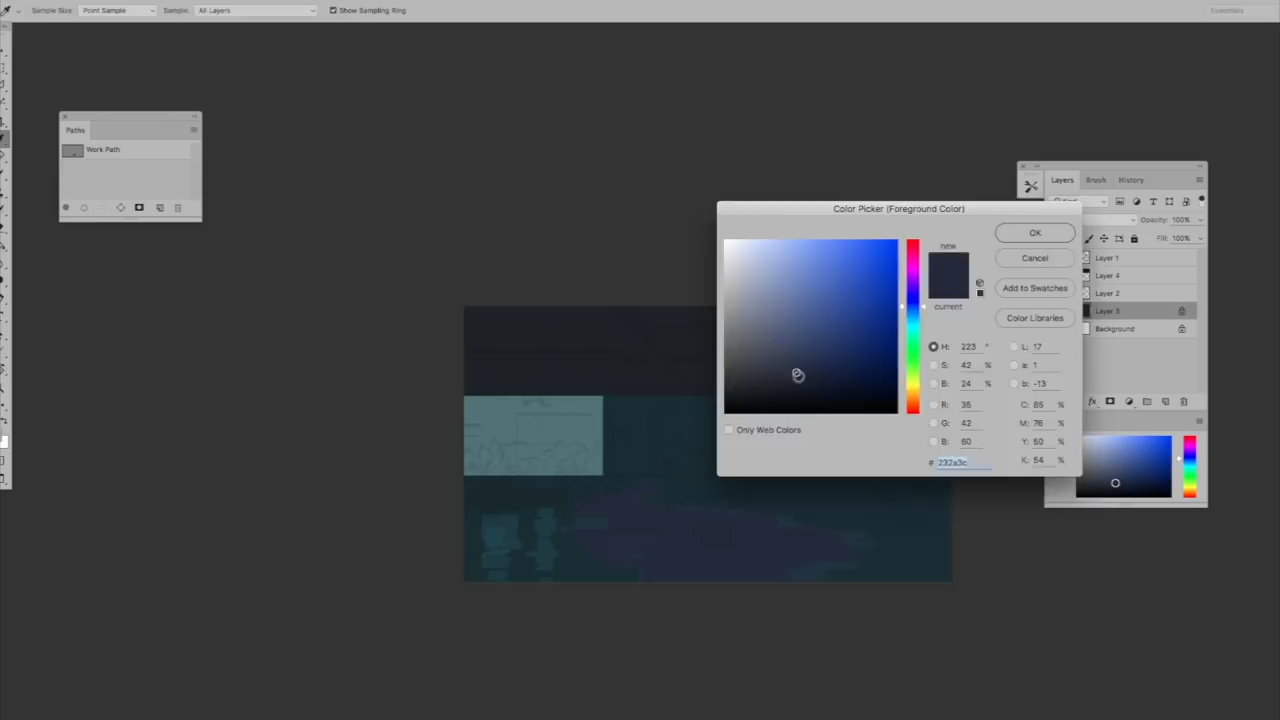 Sample Size: Point Sample Sample: All Layers Show Sampling Ring Essentials
Paths
Work Path
Layers Brush History
Opacity: 100%
Fill: 100%
Layer 1
Layer 4
Layer 2
Layer 3
Background
fx
Color Picker (Foreground Color)
new
current
OK
Cancel
Add to Swatches
Color Libraries
H: 223 °
S: 42 %
B: 24 %
R: 35
G: 42
B: 60
# 232a3c
L: 17
a: 1
b: -13
C: 85 %
M: 76 %
Y: 50 %
K: 54 %
Only Web Colors